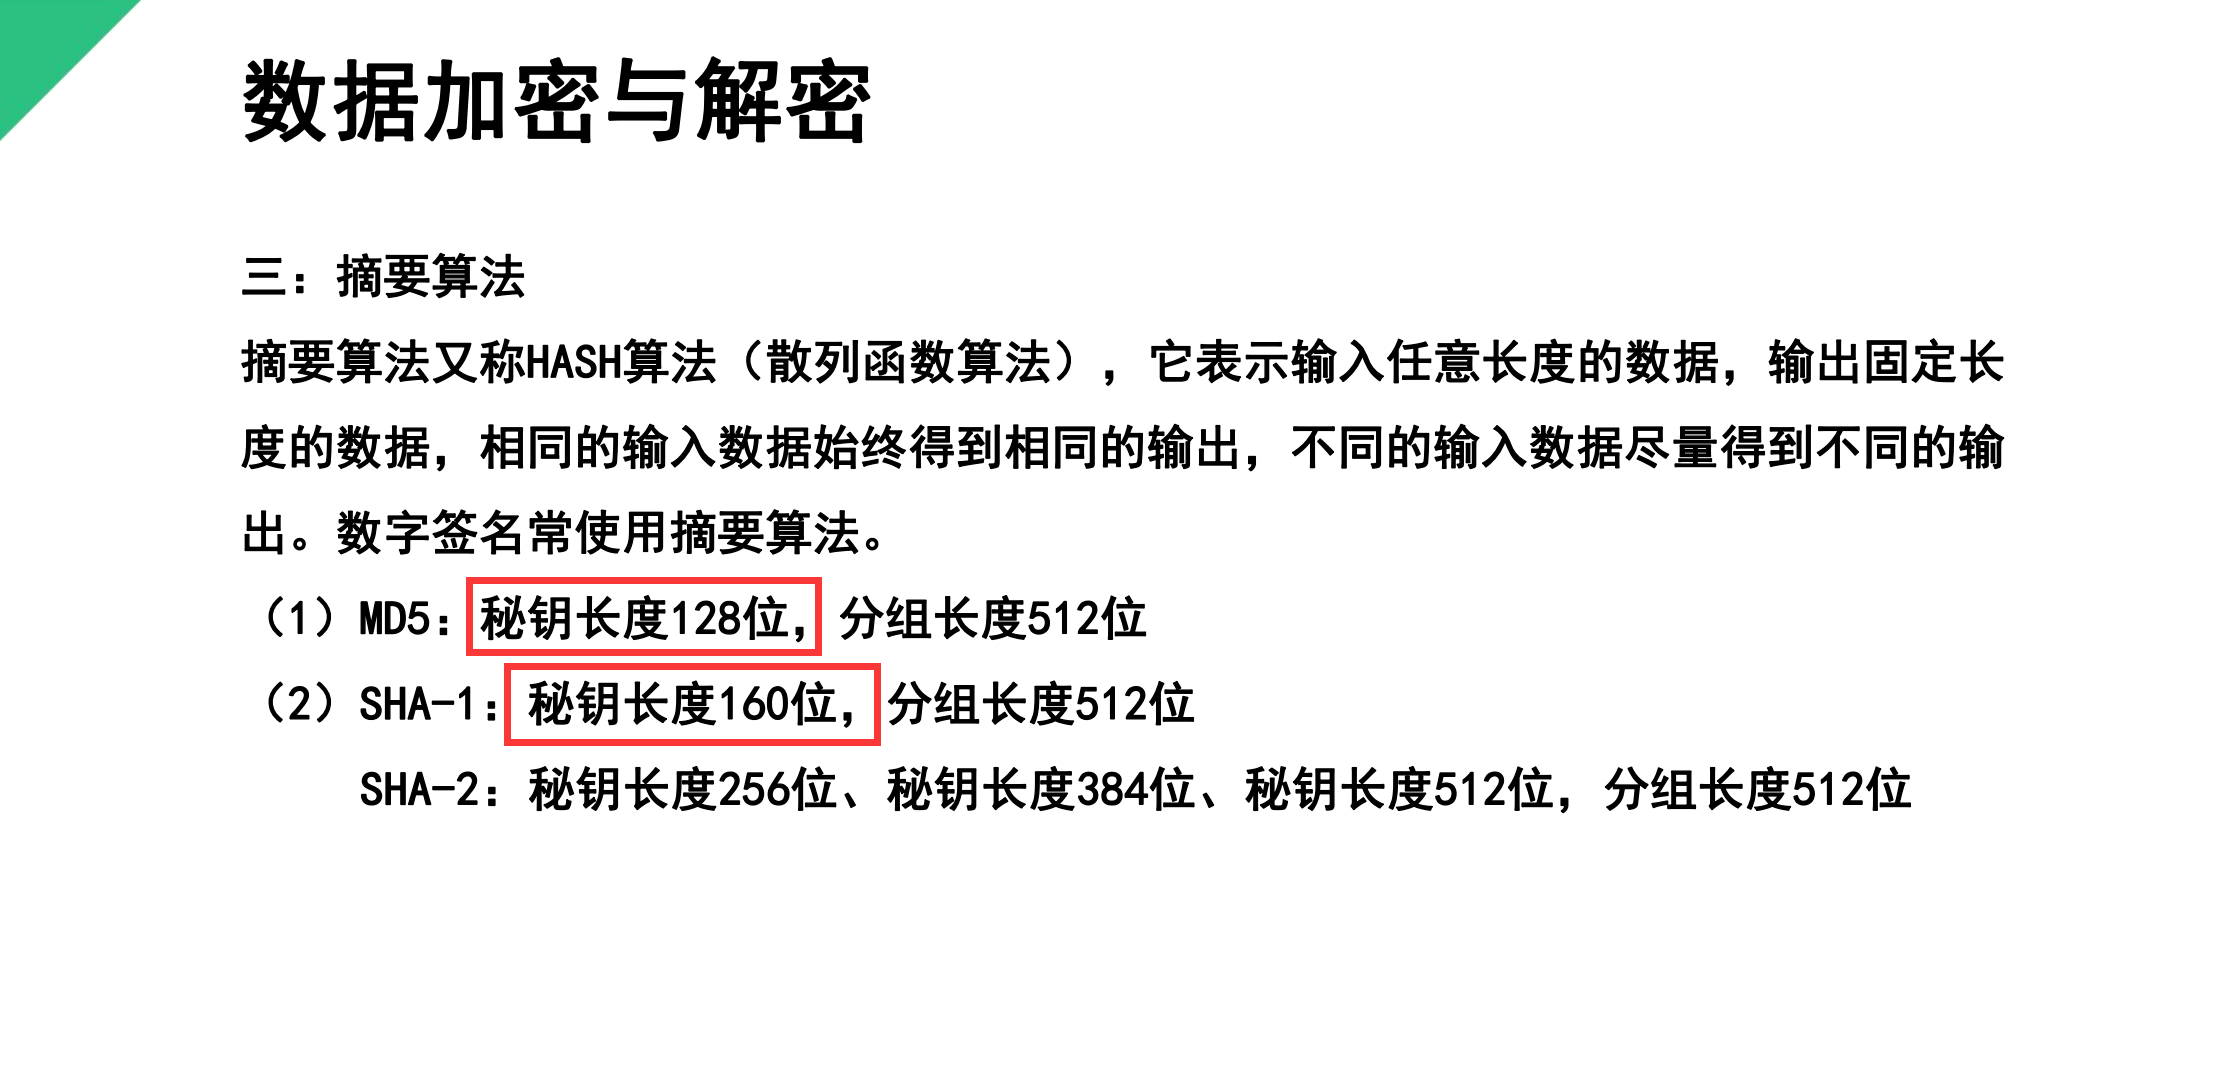 数据加密与解密
三：摘要算法
摘要算法又称HASH算法（散列函数算法），它表示输入任意长度的数据，输出固定长
度的数据，相同的输入数据始终得到相同的输出，不同的输入数据尽量得到不同的输
出。数字签名常使用摘要算法。
（1）MD5：秘钥长度128位，分组长度512位
（2）SHA-1：秘钥长度160位，分组长度512位
SHA-2：秘钥长度256位、秘钥长度384位、秘钥长度512位，分组长度512位